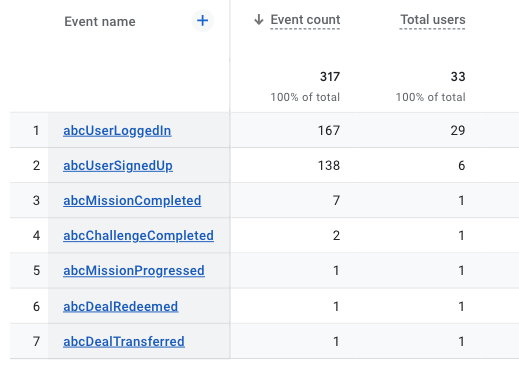 Event name + ↓ Event count Total users
317 33
100% of total 100% of total
1 abcUserLoggedIn 167 29
2 abcUserSignedUp 138 6
3 abcMissionCompleted 7 1
4 abcChallengeCompleted 2 1
5 abcMissionProgressed 1 1
6 abcDealRedeemed 1 1
7 abcDealTransferred 1 1